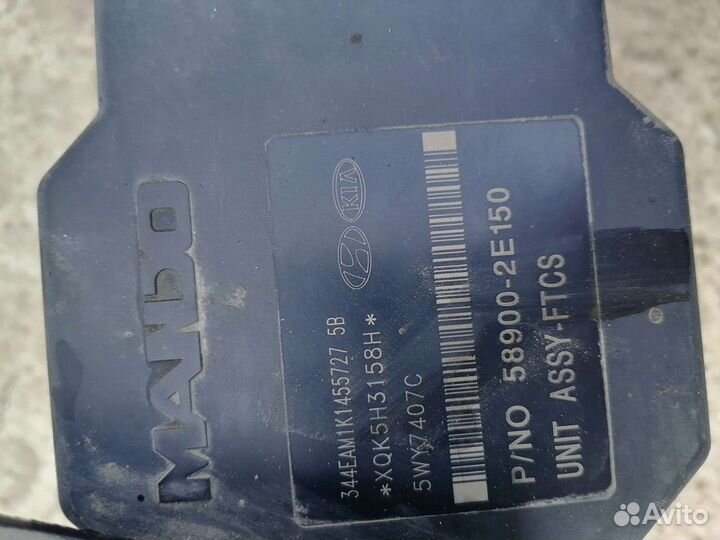 MANDO
KIA
344EAM1K1455727 5B
*XQK5H3158H*
5WY7407C
P/NO 58900-2E150
UNIT ASSY-FTCS
Avito